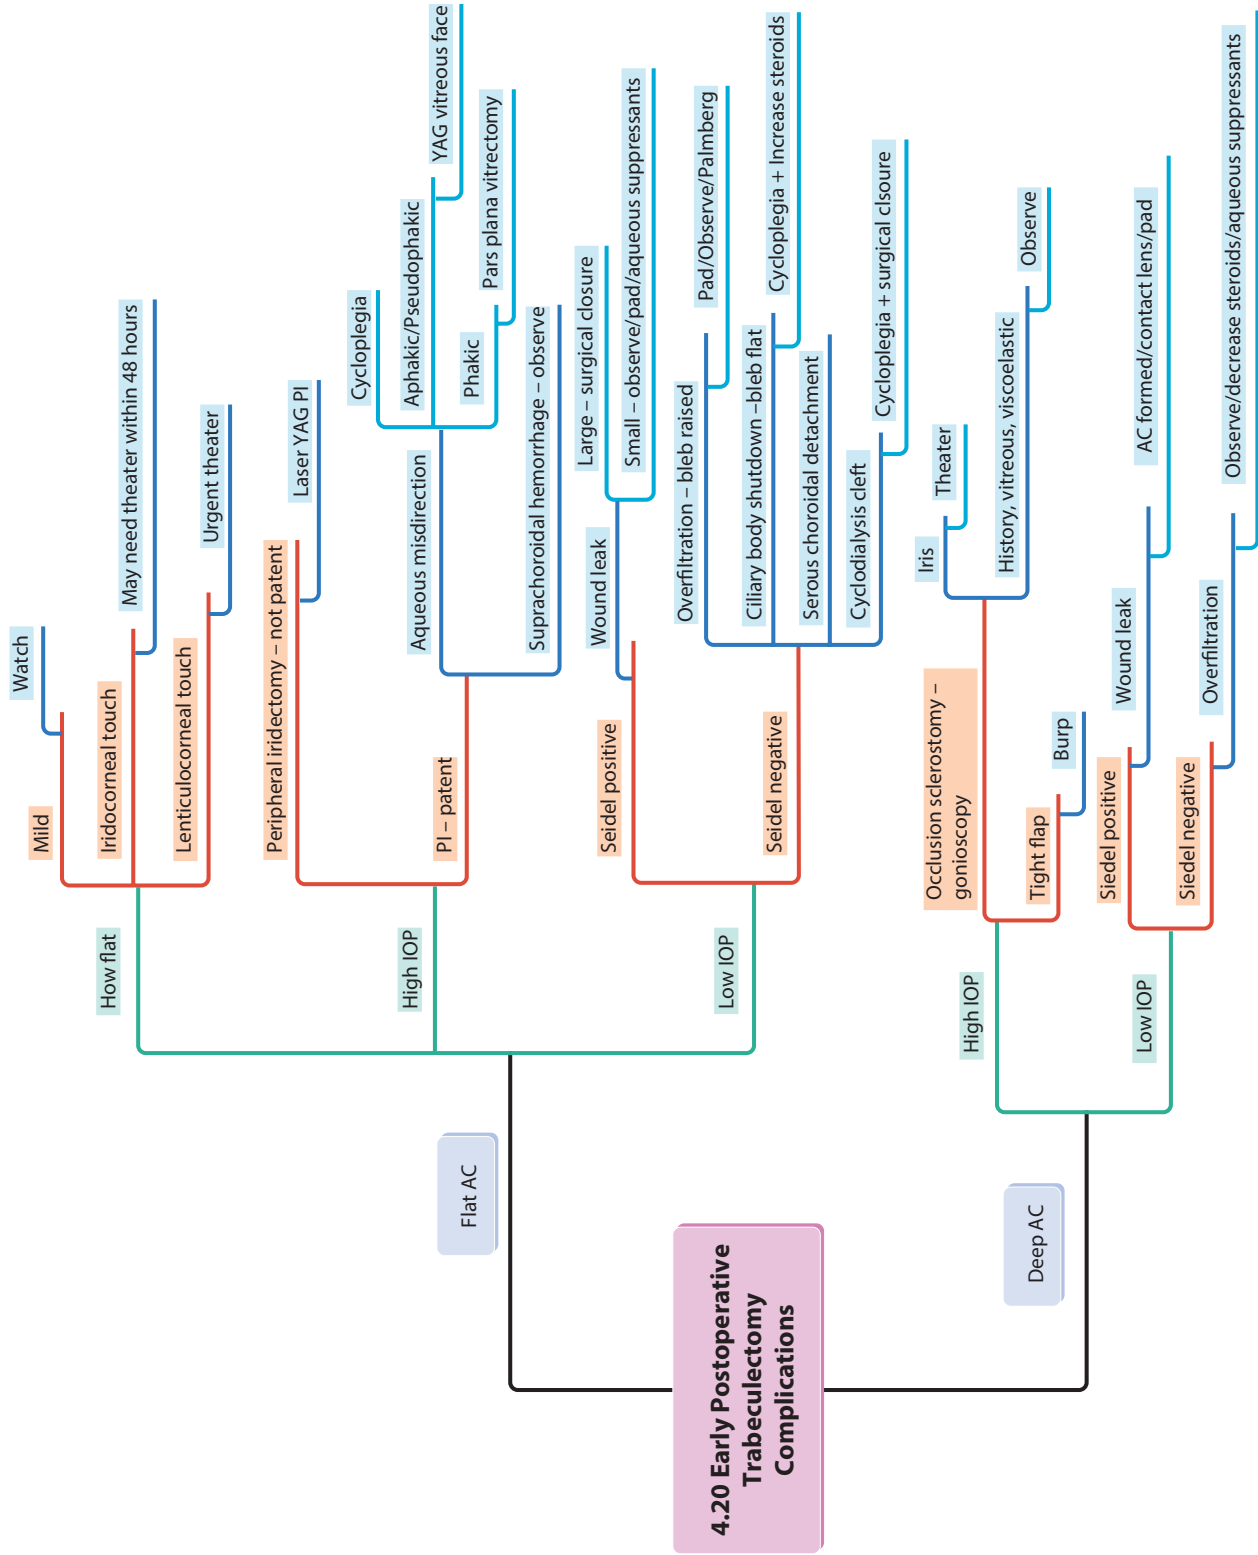 4.20 Early Postoperative
Trabeculectomy
Complications
Flat AC
How flat
Mild
Watch
Iridocorneal touch
May need theater within 48 hours
Lenticulocorneal touch
Urgent theater
High IOP
Peripheral iridectomy – not patent
Laser YAG PI
PI – patent
Aqueous misdirection
Cycloplegia
Aphakic/Pseudophakic
YAG vitreous face
Phakic
Pars plana vitrectomy
Suprachoroidal hemorrhage – observe
Low IOP
Seidel positive
Wound leak
Large – surgical closure
Small – observe/pad/aqueous suppressants
Seidel negative
Overfiltration – bleb raised
Pad/Observe/Palmberg
Ciliary body shutdown –bleb flat
Cycloplegia + Increase steroids
Serous choroidal detachment
Cyclodialysis cleft
Cycloplegia + surgical clsoure
Deep AC
High IOP
Occlusion sclerostomy –
gonioscopy
Iris
Theater
History, vitreous, viscoelastic
Observe
Tight flap
Burp
Low IOP
Siedel positive
Wound leak
AC formed/contact lens/pad
Siedel negative
Overfiltration
Observe/decrease steroids/aqueous suppressants